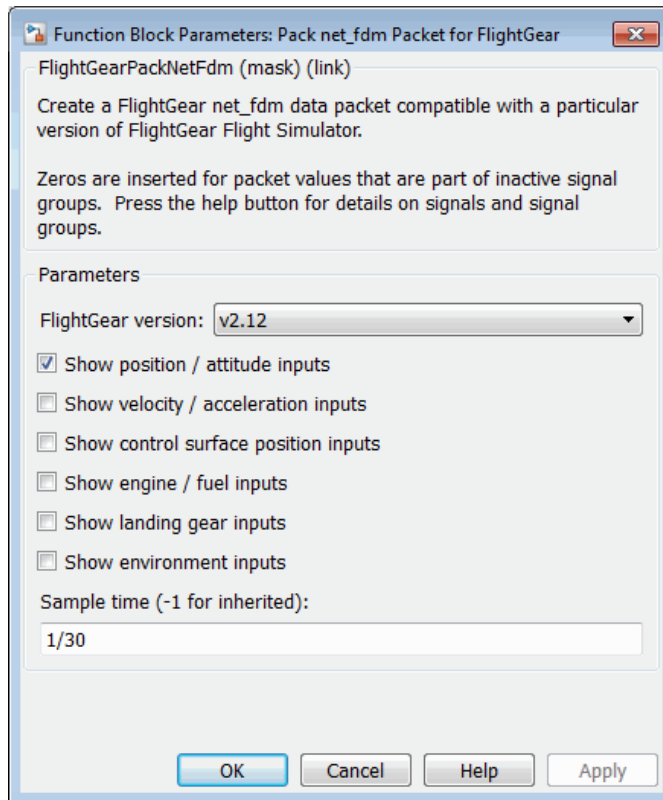 Function Block Parameters: Pack net_fdm Packet for FlightGear
FlightGearPackNetFdm (mask) (link)
Create a FlightGear net_fdm data packet compatible with a particular
version of FlightGear Flight Simulator.
Zeros are inserted for packet values that are part of inactive signal
groups.  Press the help button for details on signals and signal
groups.
Parameters
FlightGear version: v2.12
Show position / attitude inputs
Show velocity / acceleration inputs
Show control surface position inputs
Show engine / fuel inputs
Show landing gear inputs
Show environment inputs
Sample time (-1 for inherited):
1/30
OK Cancel Help Apply